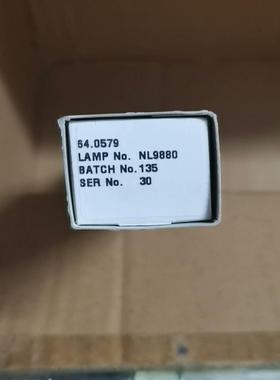 64.0579
LAMP No. NL9880
BATCH No. 135
SER No. 30